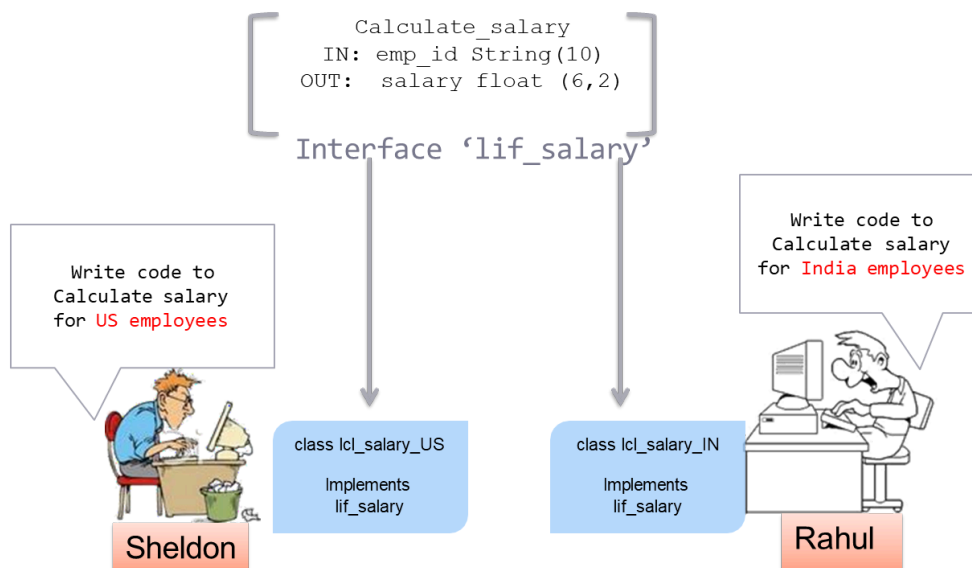 Calculate_salary
IN: emp_id String(10)
OUT: salary float (6,2)
Interface ‘lif_salary’
Write code to
Calculate salary
for US employees
Write code to
Calculate salary
for India employees
class lcl_salary_US
Implements
lif_salary
class lcl_salary_IN
Implements
lif_salary
Sheldon
Rahul